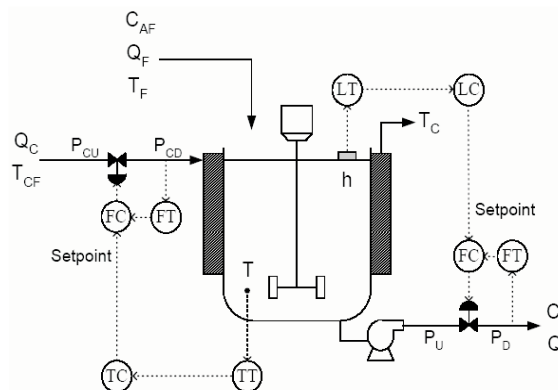 C_AF
Q_F
T_F
LT
LC
Q_C
P_CU
P_CD
T_C
T_CF
h
FC
FT
Setpoint
Setpoint
T
FC
FT
TC
TT
P_U
P_D
C
Q